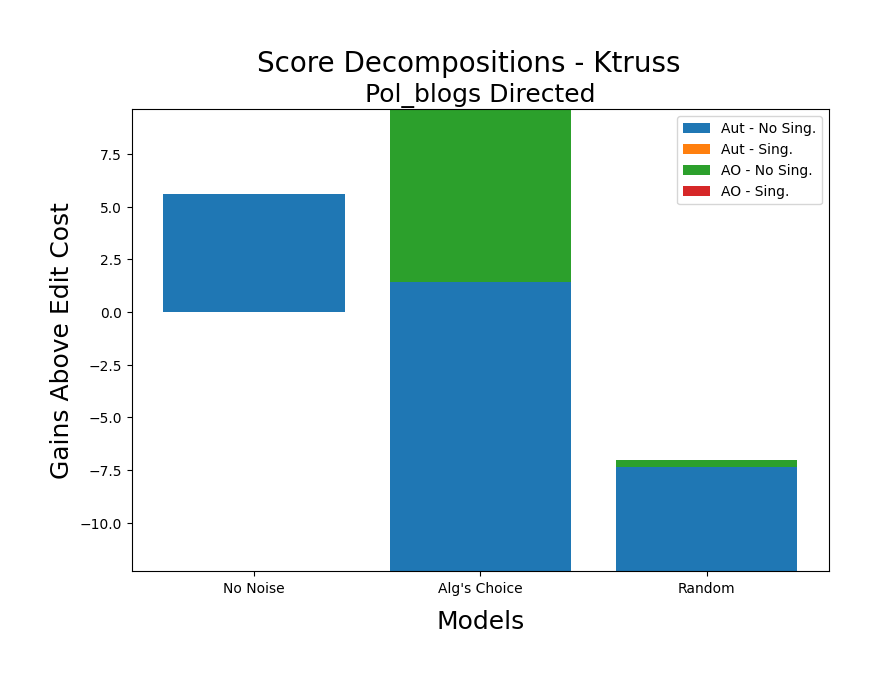 Score Decompositions - Ktruss
Pol_blogs Directed
Aut - No Sing.
Aut - Sing.
AO - No Sing.
AO - Sing.
Gains Above Edit Cost
7.5
5.0
2.5
0.0
−2.5
−5.0
−7.5
−10.0
No Noise
Alg's Choice
Random
Models